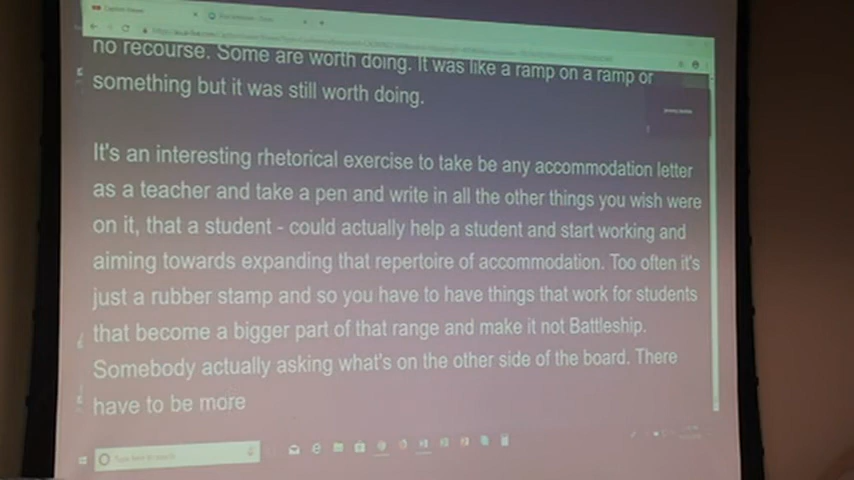 no recourse. Some are worth doing. It was like a ramp on a ramp or
something but it was still worth doing.
It's an interesting rhetorical exercise to take be any accommodation letter
as a teacher and take a pen and write in all the other things you wish were
on it, that a student - could actually help a student and start working and
aiming towards expanding that repertoire of accommodation. Too often it's
just a rubber stamp and so you have to have things that work for students
that become a bigger part of that range and make it not Battleship.
Somebody actually asking what's on the other side of the board. There
have to be more
Type here to search